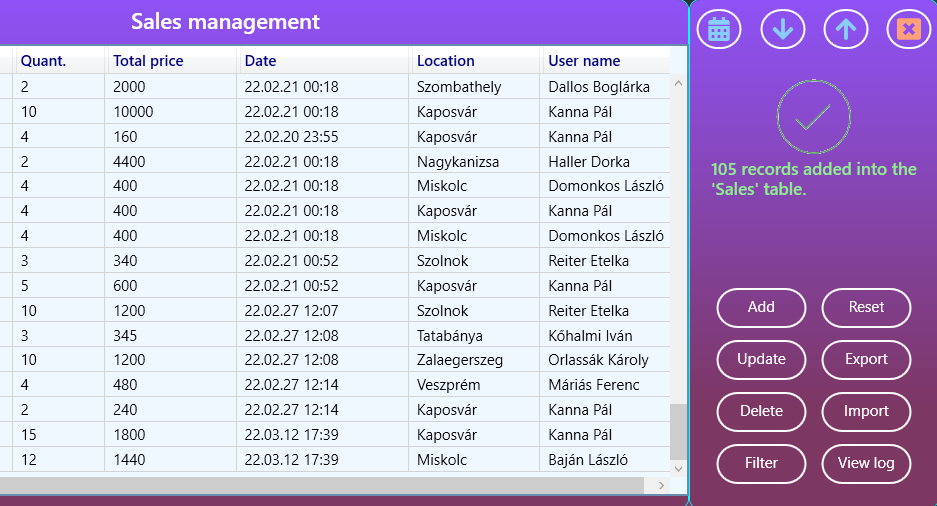 Sales management
Quant. Total price Date Location User name
2 2000 22.02.21 00:18 Szombathely Dallos Boglárka
10 10000 22.02.21 00:18 Kaposvár Kanna Pál
4 160 22.02.20 23:55 Kaposvár Kanna Pál
2 4400 22.02.21 00:18 Nagykanizsa Haller Dorka
4 400 22.02.21 00:18 Miskolc Domonkos László
4 400 22.02.21 00:18 Kaposvár Kanna Pál
4 400 22.02.21 00:18 Miskolc Domonkos László
3 340 22.02.21 00:52 Szolnok Reiter Etelka
5 600 22.02.21 00:52 Kaposvár Kanna Pál
10 1200 22.02.27 12:07 Szolnok Reiter Etelka
3 345 22.02.27 12:08 Tatabánya Kőhalmi Iván
10 1200 22.02.27 12:08 Zalaegerszeg Orlassák Károly
4 480 22.02.27 12:14 Veszprém Máriás Ferenc
2 240 22.02.27 12:14 Kaposvár Kanna Pál
15 1800 22.03.12 17:39 Kaposvár Kanna Pál
12 1440 22.03.12 17:39 Miskolc Baján László
105 records added into the
'Sales' table.
Add Reset
Update Export
Delete Import
Filter View log